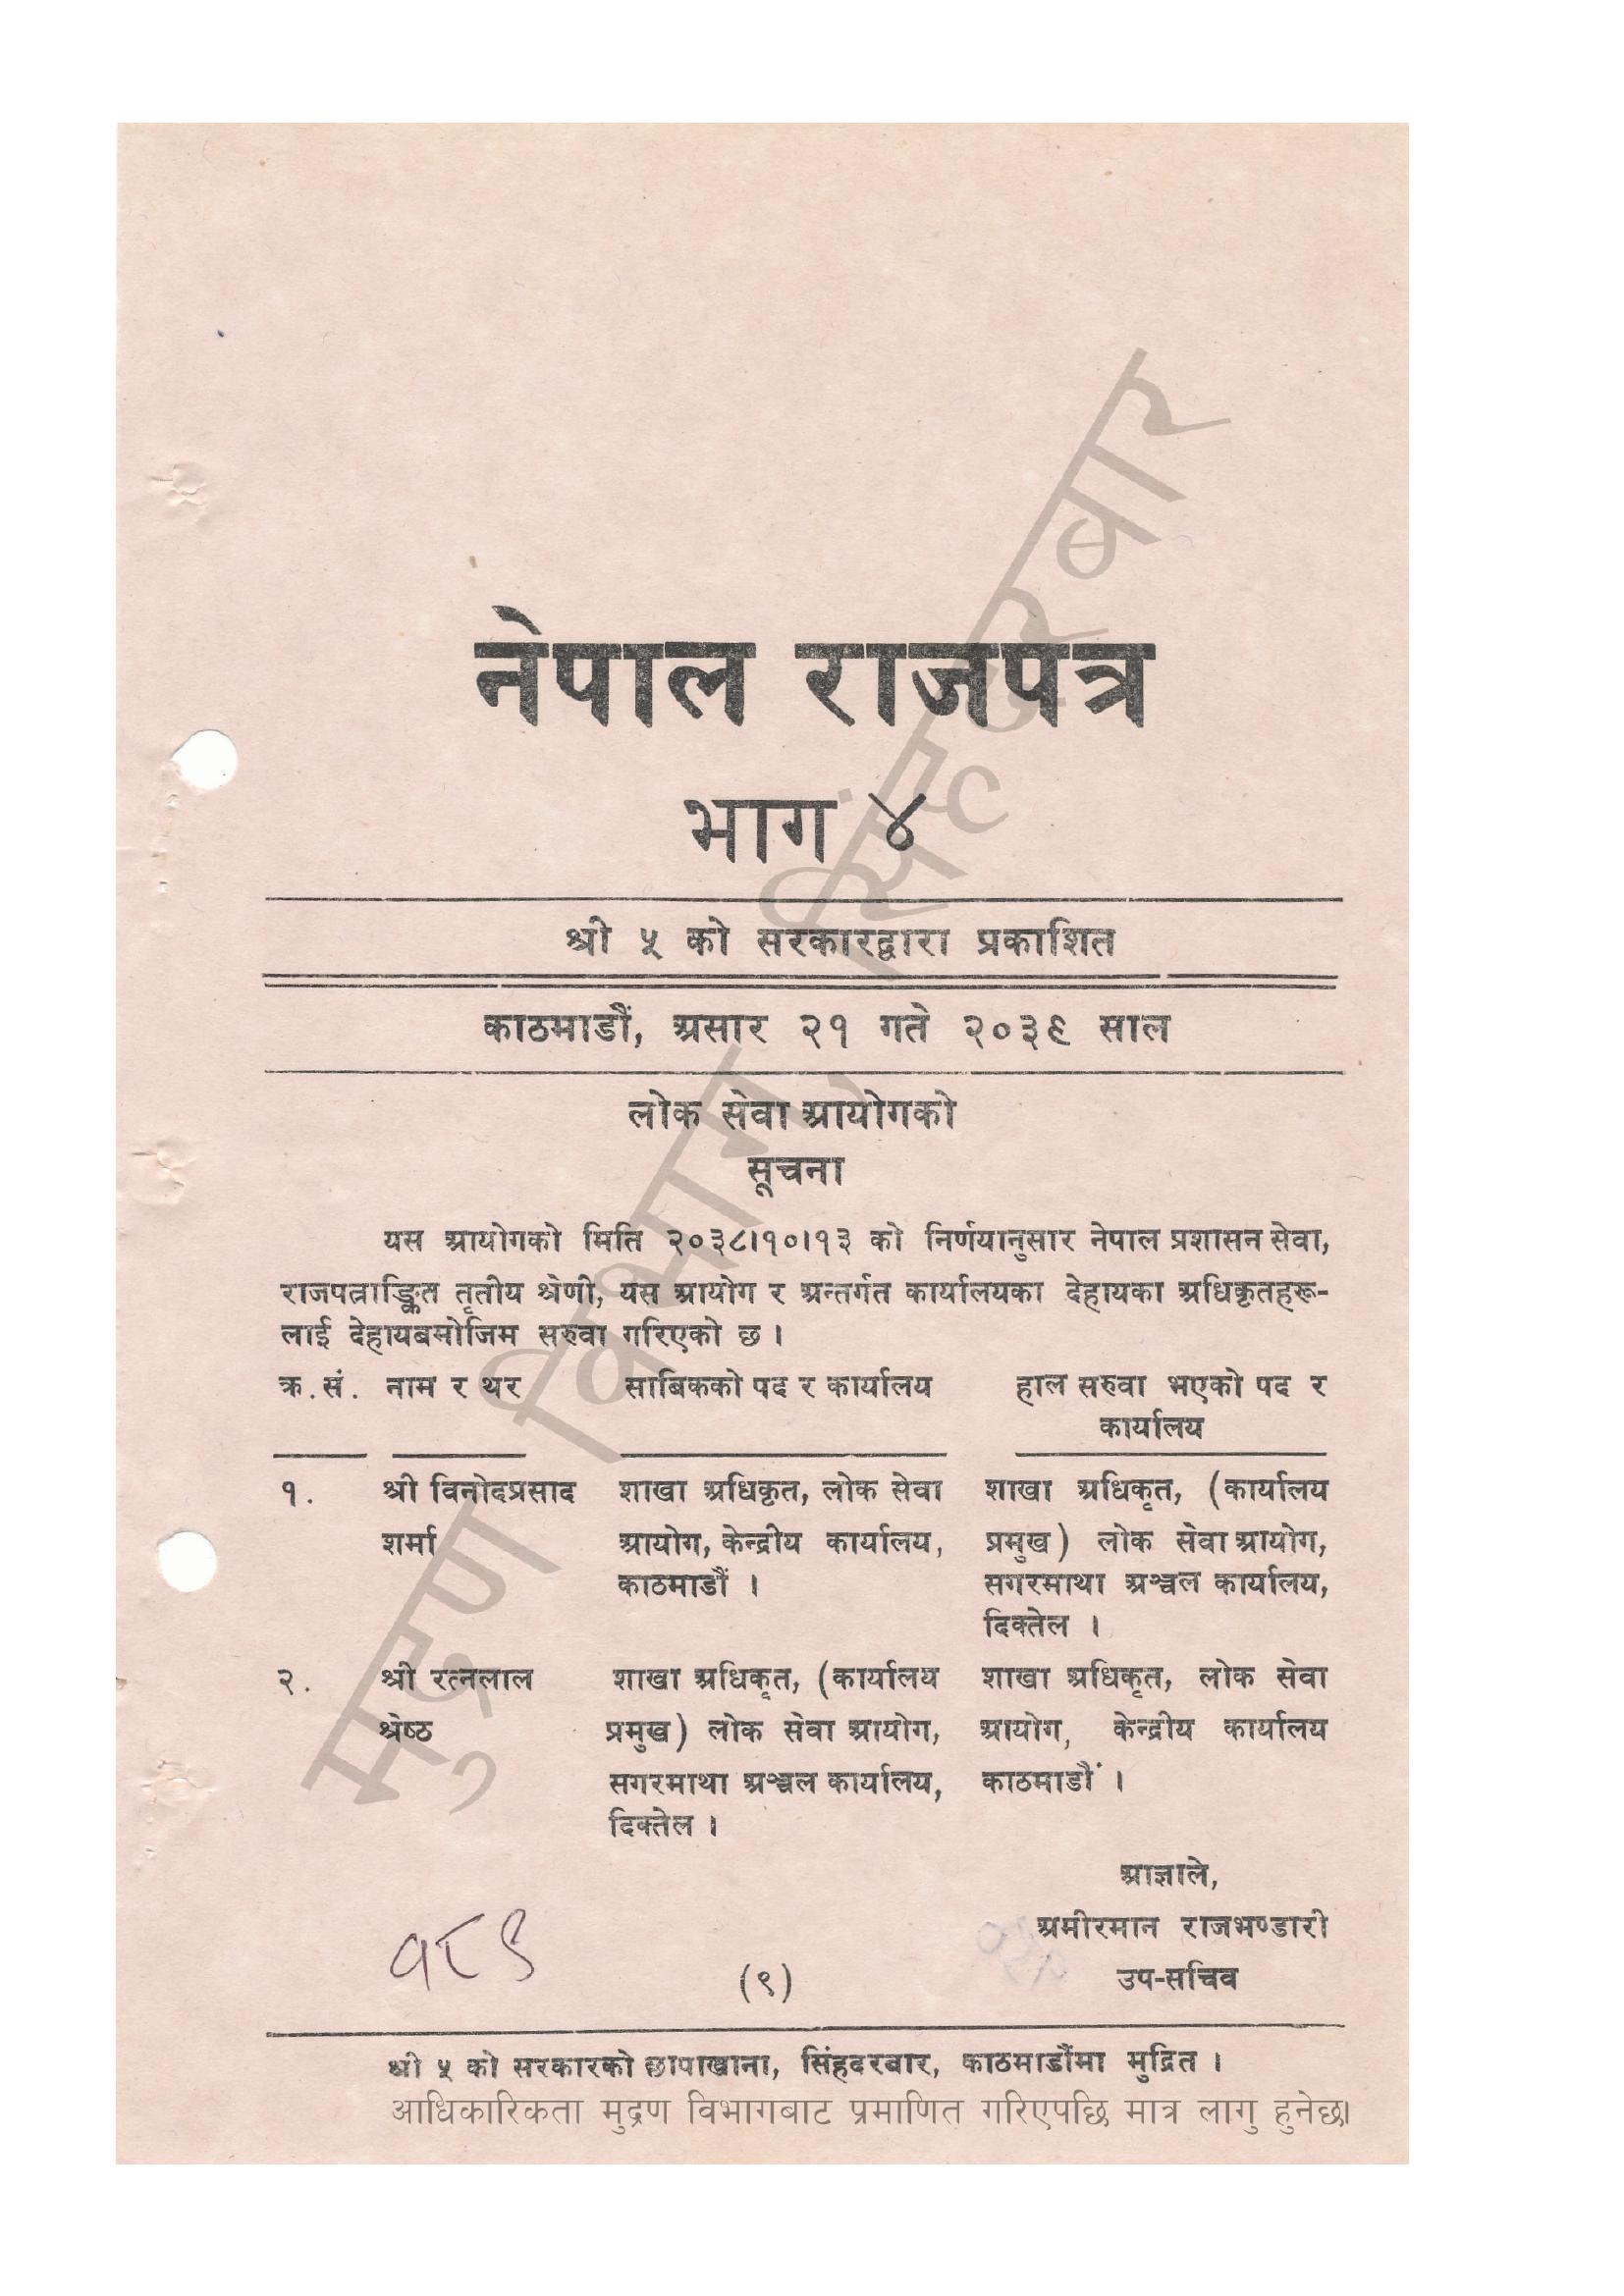 नेपाल राजपत्र
भाग ४
श्री ५ को सरकारद्वारा प्रकाशित
काठमाडौं, असार २१ गते २०३९ साल
लोक सेवा आयोगको
सूचना
यस आयोगको मिति २०३८।१०।१३ को निर्णयानुसार नेपाल प्रशासन सेवा,
राजपत्राङ्कित तृतीय श्रेणी, यस आयोग र अन्तर्गत कार्यालयका देहायका अधिकृतहरू-
लाई देहायबमोजिम सरुवा गरिएको छ ।
क्र.सं. नाम र थर साबिकको पद र कार्यालय हाल सरुवा भएको पद र
कार्यालय
१. श्री विनोदप्रसाद शाखा अधिकृत, लोक सेवा शाखा अधिकृत, (कार्यालय
शर्मा आयोग, केन्द्रीय कार्यालय, प्रमुख) लोक सेवा आयोग,
काठमाडौं । सगरमाथा अञ्चल कार्यालय,
दिक्तेल ।
२. श्री रत्नलाल शाखा अधिकृत, (कार्यालय शाखा अधिकृत, लोक सेवा
श्रेष्ठ प्रमुख) लोक सेवा आयोग, आयोग, केन्द्रीय कार्यालय
सगरमाथा अञ्चल कार्यालय, काठमाडौं ।
दिक्तेल ।
आज्ञाले,
अमीरमान राजभण्डारी
१८९
(९) उप-सचिव
श्री ५ को सरकारको छापाखाना, सिंहदरबार, काठमाडौंमा मुद्रित ।
आधिकारिकता मुद्रण विभागबाट प्रमाणित गरिएपछि मात्र लागु हुनेछ।
मुद्रण विभाग, सिंहदरबार